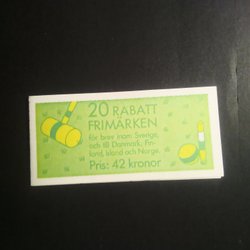 20 RABATT
FRIMÄRKEN
för brev inom Sverige,
och till Danmark, Fin-
land, Island och Norge.
Pris: 42 kronor